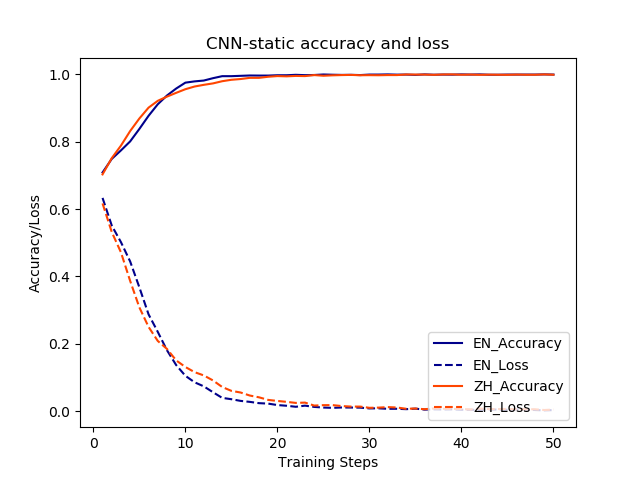 CNN-static accuracy and loss
1.0
0.8
0.6
0.4
0.2
0.0
Accuracy/Loss
EN_Accuracy
EN_Loss
ZH_Accuracy
ZH_Loss
0 10 20 30 40 50
Training Steps